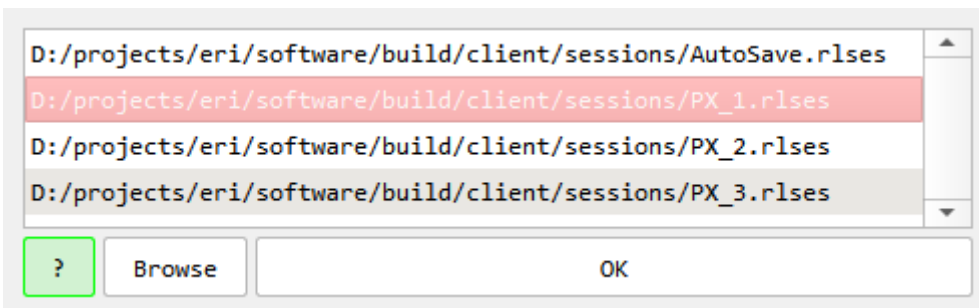 D:/projects/eri/software/build/client/sessions/AutoSave.rlses
D:/projects/eri/software/build/client/sessions/PX_1.rlses
D:/projects/eri/software/build/client/sessions/PX_2.rlses
D:/projects/eri/software/build/client/sessions/PX_3.rlses
? Browse OK